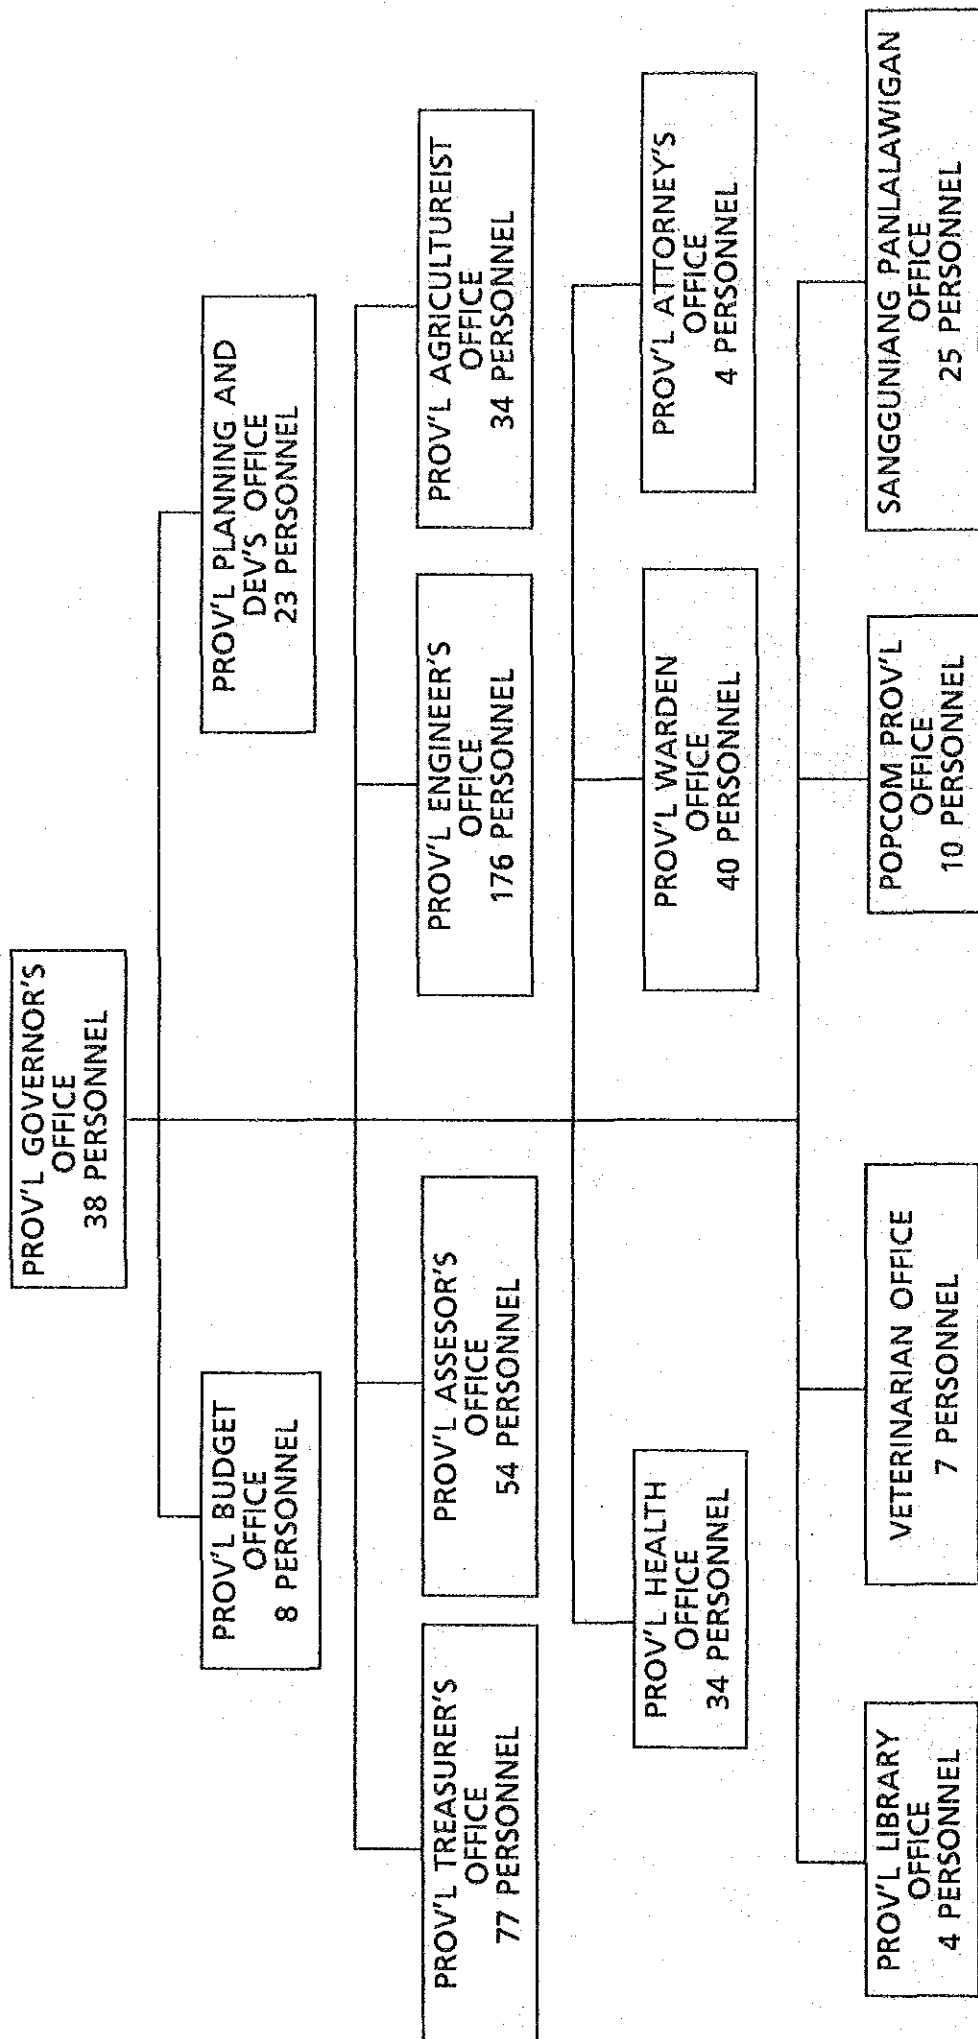 PROV'L GOVERNOR'S
OFFICE
38 PERSONNEL
PROV'L BUDGET
OFFICE
8 PERSONNEL
PROV'L PLANNING AND
DEV'S OFFICE
23 PERSONNEL
PROV'L TREASURER'S
OFFICE
77 PERSONNEL
PROV'L ASSESOR'S
OFFICE
54 PERSONNEL
PROV'L ENGINEER'S
OFFICE
176 PERSONNEL
PROV'L AGRICULTUREIST
OFFICE
34 PERSONNEL
PROV'L HEALTH
OFFICE
34 PERSONNEL
PROV'L WARDEN
OFFICE
40 PERSONNEL
PROV'L ATTORNEY'S
OFFICE
4 PERSONNEL
PROV'L LIBRARY
OFFICE
4 PERSONNEL
VETERINARIAN OFFICE
7 PERSONNEL
POPCOM PROV'L
OFFICE
10 PERSONNEL
SANGGUNIANG PANLALAWIGAN
OFFICE
25 PERSONNEL